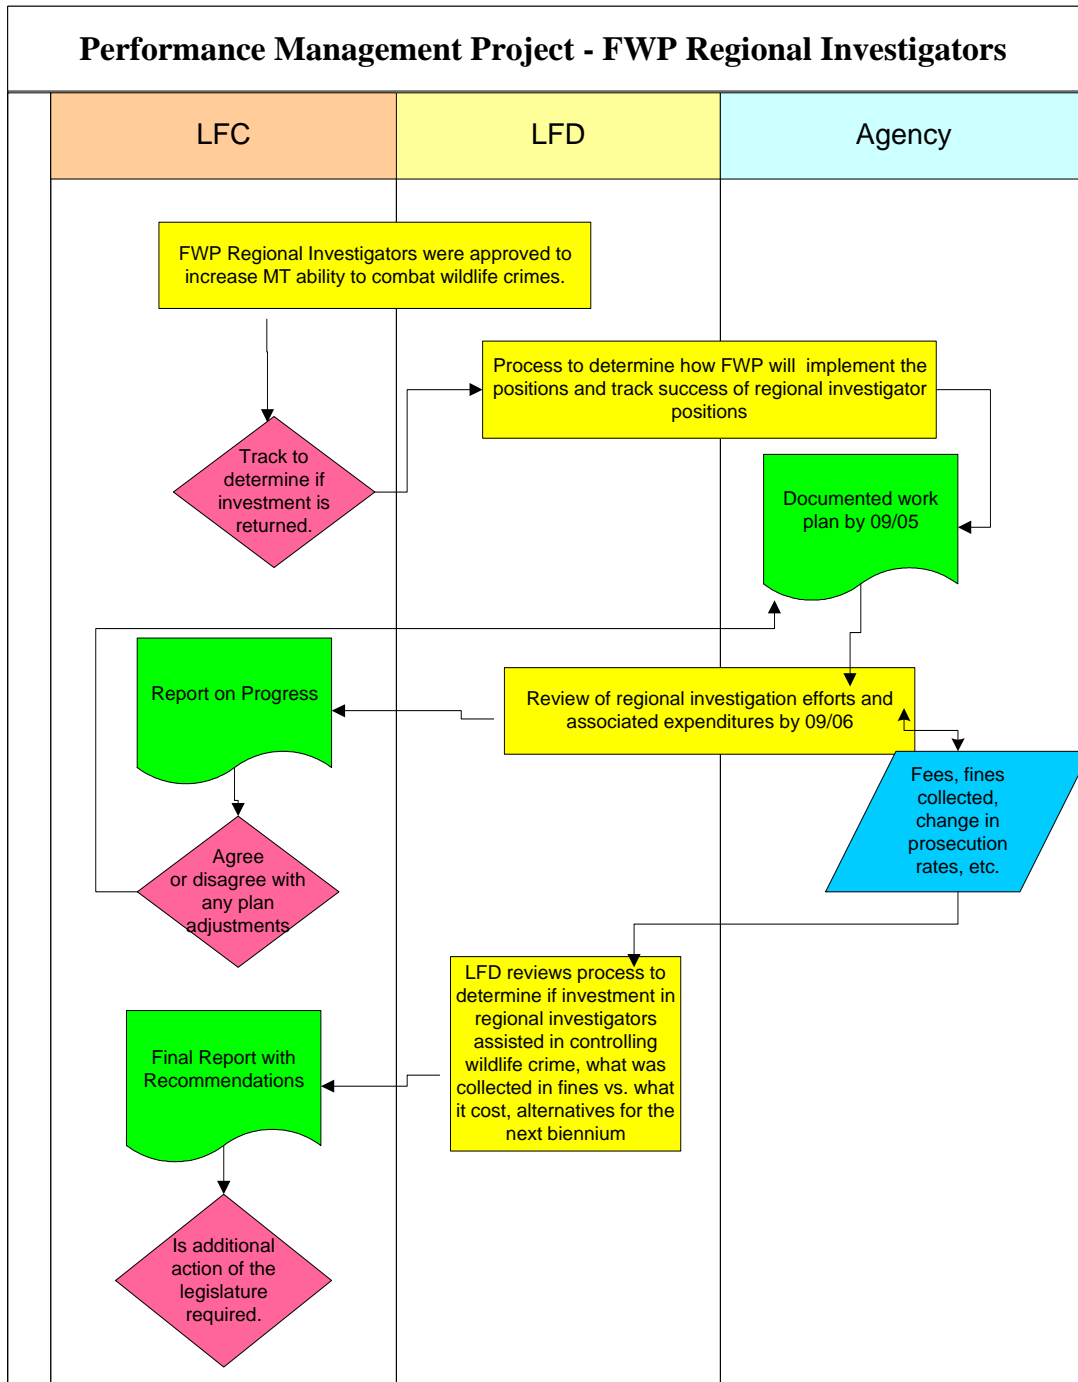 Performance Management Project - FWP Regional Investigators
LFC
LFD
Agency
FWP Regional Investigators were approved to
increase MT ability to combat wildlife crimes.
Process to determine how FWP will  implement the
positions and track success of regional investigator
positions
Track to
determine if
investment is
returned.
Documented work
plan by 09/05
Report on Progress
Review of regional investigation efforts and
associated expenditures by 09/06
Fees, fines
collected,
change in
prosecution
rates, etc.
Agree
or disagree with
any plan
adjustments
LFD reviews process to
determine if investment in
regional investigators
assisted in controlling
wildlife crime, what was
collected in fines vs. what
it cost, alternatives for the
next biennium
Final Report with
Recommendations
Is additional
action of the
legislature
required.